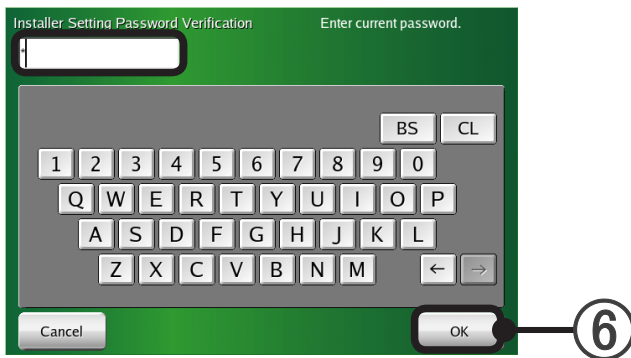 Installer Setting Password Verification Enter current password.
*
BS CL
1 2 3 4 5 6 7 8 9 0
Q W E R T Y U I O P
A S D F G H J K L
Z X C V B N M ← →
Cancel OK ⑥